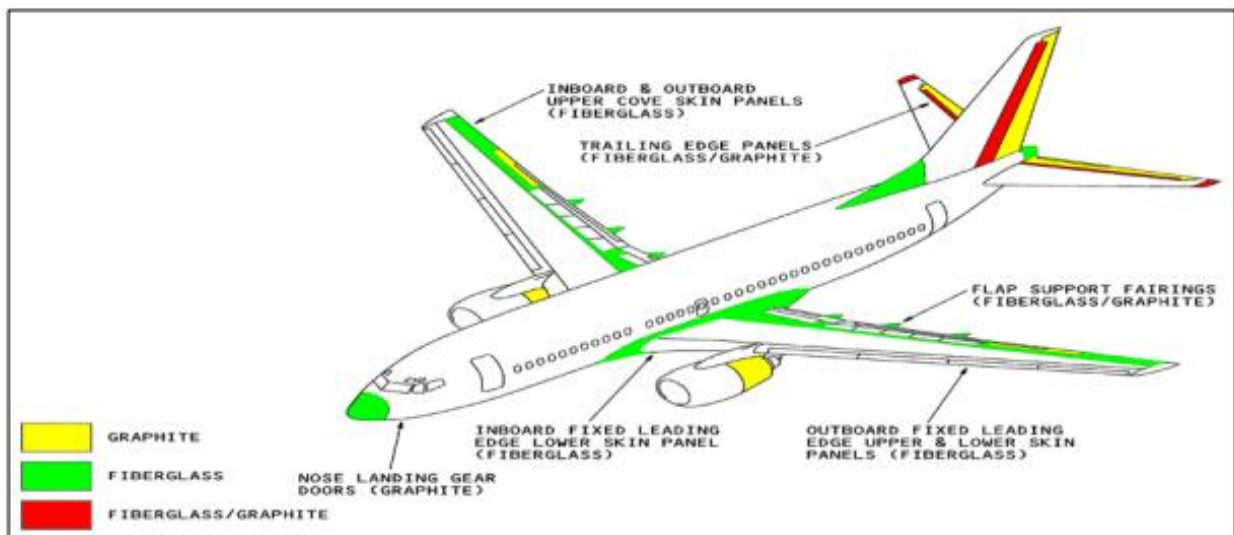 INBOARD & OUTBOARD
UPPER COVE SKIN PANELS
(FIBERGLASS)
TRAILING EDGE PANELS
(FIBERGLASS/GRAPHITE)
FLAP SUPPORT FAIRINGS
(FIBERGLASS/GRAPHITE)
INBOARD FIXED LEADING
EDGE LOWER SKIN PANEL
(FIBERGLASS)
OUTBOARD FIXED LEADING
EDGE UPPER & LOWER SKIN
PANELS (FIBERGLASS)
NOSE LANDING GEAR
DOORS (GRAPHITE)
GRAPHITE
FIBERGLASS
FIBERGLASS/GRAPHITE